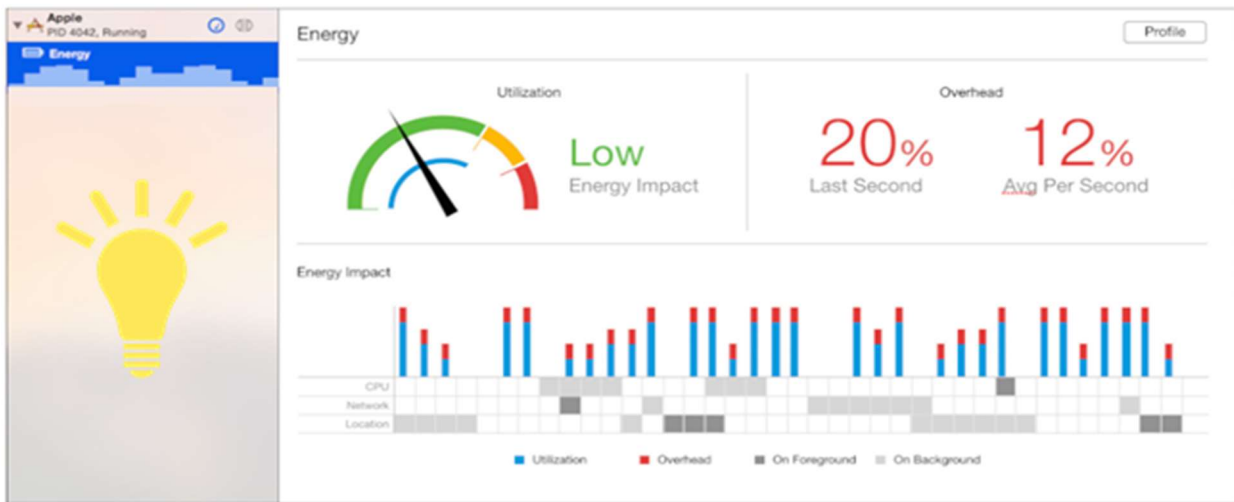 Apple
PID 4042, Running
Energy
Energy
Profile
Utilization
Low
Energy Impact
Overhead
20%
Last Second
12%
Avg Per Second
Energy Impact
CPU
Network
Location
Utilization
Overhead
On Foreground
On Background